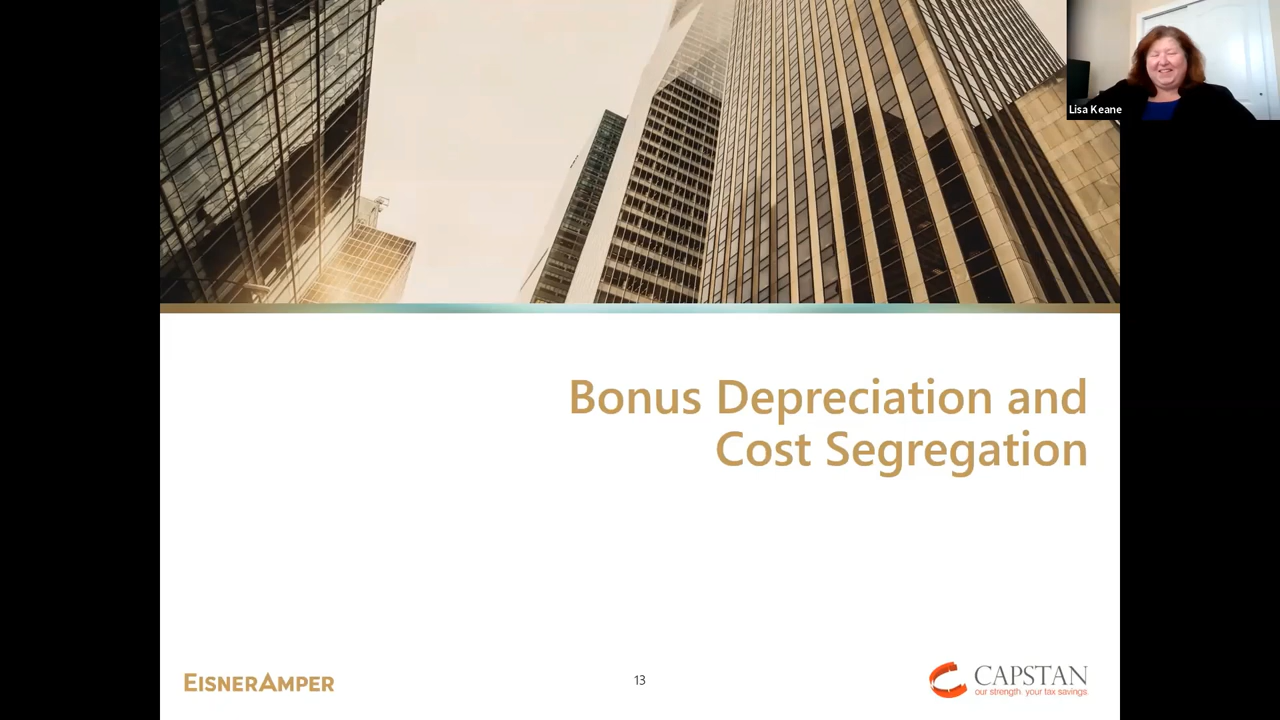 Lisa Keane
Bonus Depreciation and
Cost Segregation
EISNERAMPER
13
CAPSTAN
our strength your tax savings